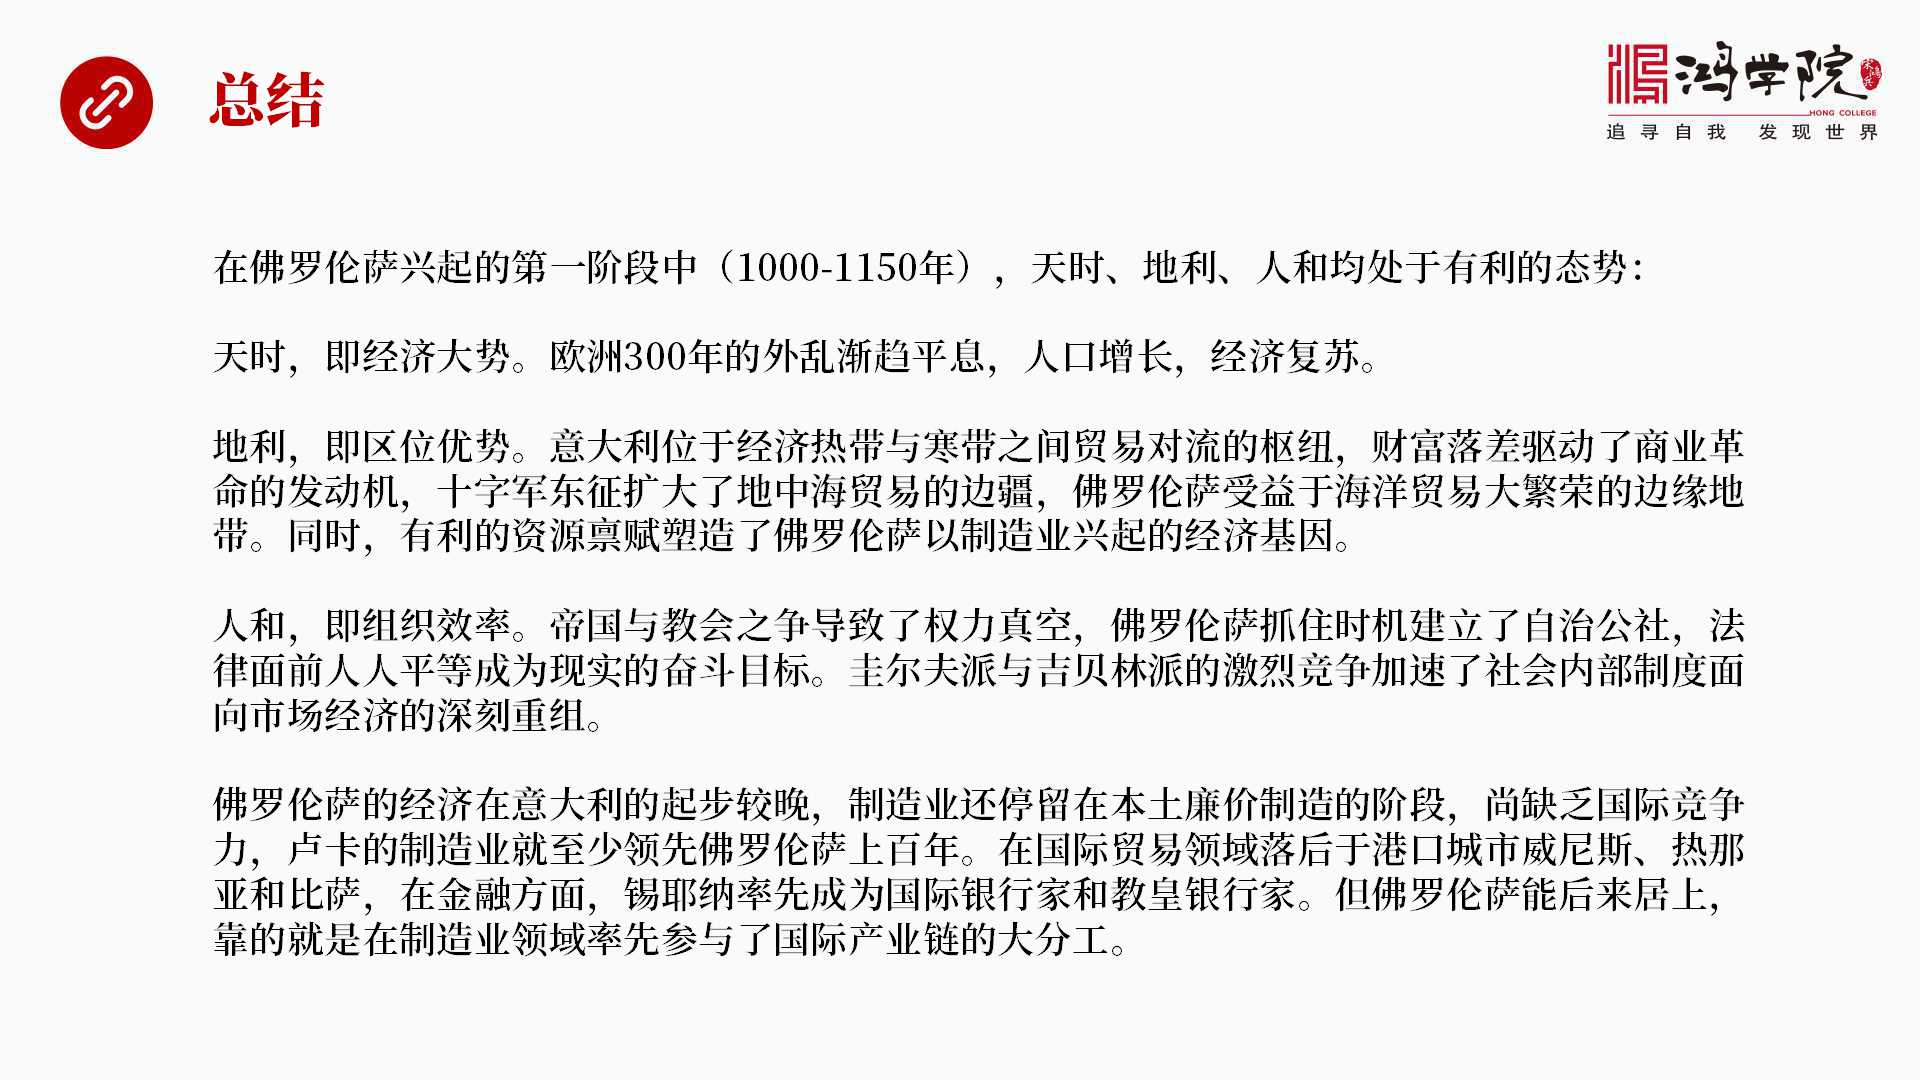 总结
鸿学院
宋鸿兵
HONG COLLEGE
追寻自我 发现世界
在佛罗伦萨兴起的第一阶段中（1000-1150年），天时、地利、人和均处于有利的态势：
天时，即经济大势。欧洲300年的外乱渐趋平息，人口增长，经济复苏。
地利，即区位优势。意大利位于经济热带与寒带之间贸易对流的枢纽，财富落差驱动了商业革
命的发动机，十字军东征扩大了地中海贸易的边疆，佛罗伦萨受益于海洋贸易大繁荣的边缘地
带。同时，有利的资源禀赋塑造了佛罗伦萨以制造业兴起的经济基因。
人和，即组织效率。帝国与教会之争导致了权力真空，佛罗伦萨抓住时机建立了自治公社，法
律面前人人平等成为现实的奋斗目标。圭尔夫派与吉贝林派的激烈竞争加速了社会内部制度面
向市场经济的深刻重组。
佛罗伦萨的经济在意大利的起步较晚，制造业还停留在本土廉价制造的阶段，尚缺乏国际竞争
力，卢卡的制造业就至少领先佛罗伦萨上百年。在国际贸易领域落后于港口城市威尼斯、热那
亚和比萨，在金融方面，锡耶纳率先成为国际银行家和教皇银行家。但佛罗伦萨能后来居上，
靠的就是在制造业领域率先参与了国际产业链的大分工。